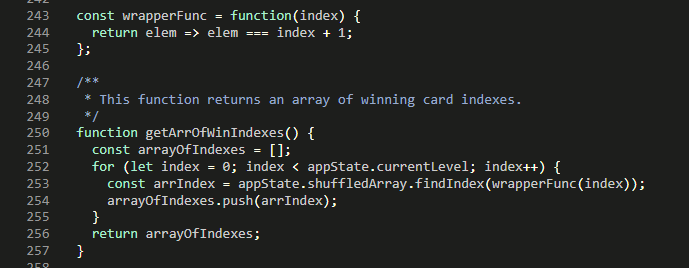 242
243 const wrapperFunc = function(index) {
244 return elem => elem === index + 1;
245 };
246
247 /**
248 * This function returns an array of winning card indexes.
249 */
250 function getArrOfWinIndexes() {
251 const arrayOfIndexes = [];
252 for (let index = 0; index < appState.currentLevel; index++) {
253 const arrIndex = appState.shuffledArray.findIndex(wrapperFunc(index));
254 arrayOfIndexes.push(arrIndex);
255 }
256 return arrayOfIndexes;
257 }
258